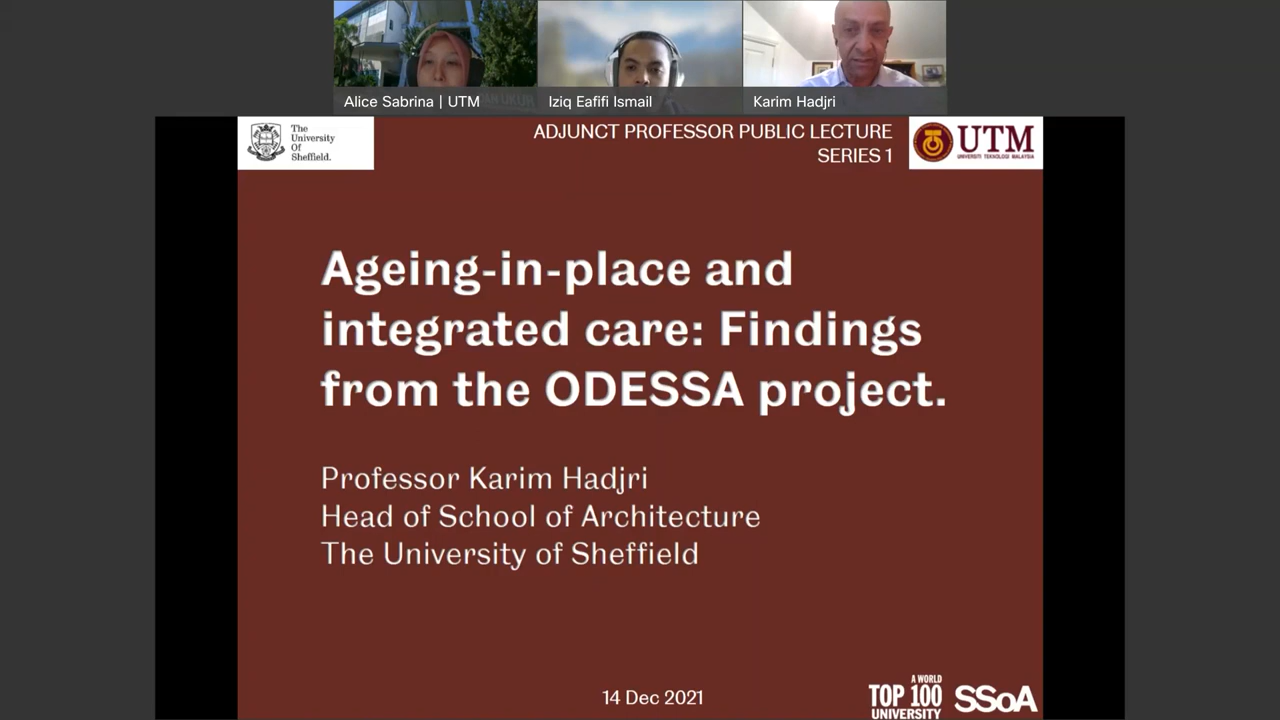 Alice Sabrina | UTM
Iziq Eafifi Ismail
Karim Hadjri
The
University
Of
Sheffield.
ADJUNCT PROFESSOR PUBLIC LECTURE
SERIES 1
UTM
UNIVERSITI TEKNOLOGI MALAYSIA
Ageing-in-place and
integrated care: Findings
from the ODESSA project.
Professor Karim Hadjri
Head of School of Architecture
The University of Sheffield
14 Dec 2021
A WORLD
TOP 100
UNIVERSITY
SSoA